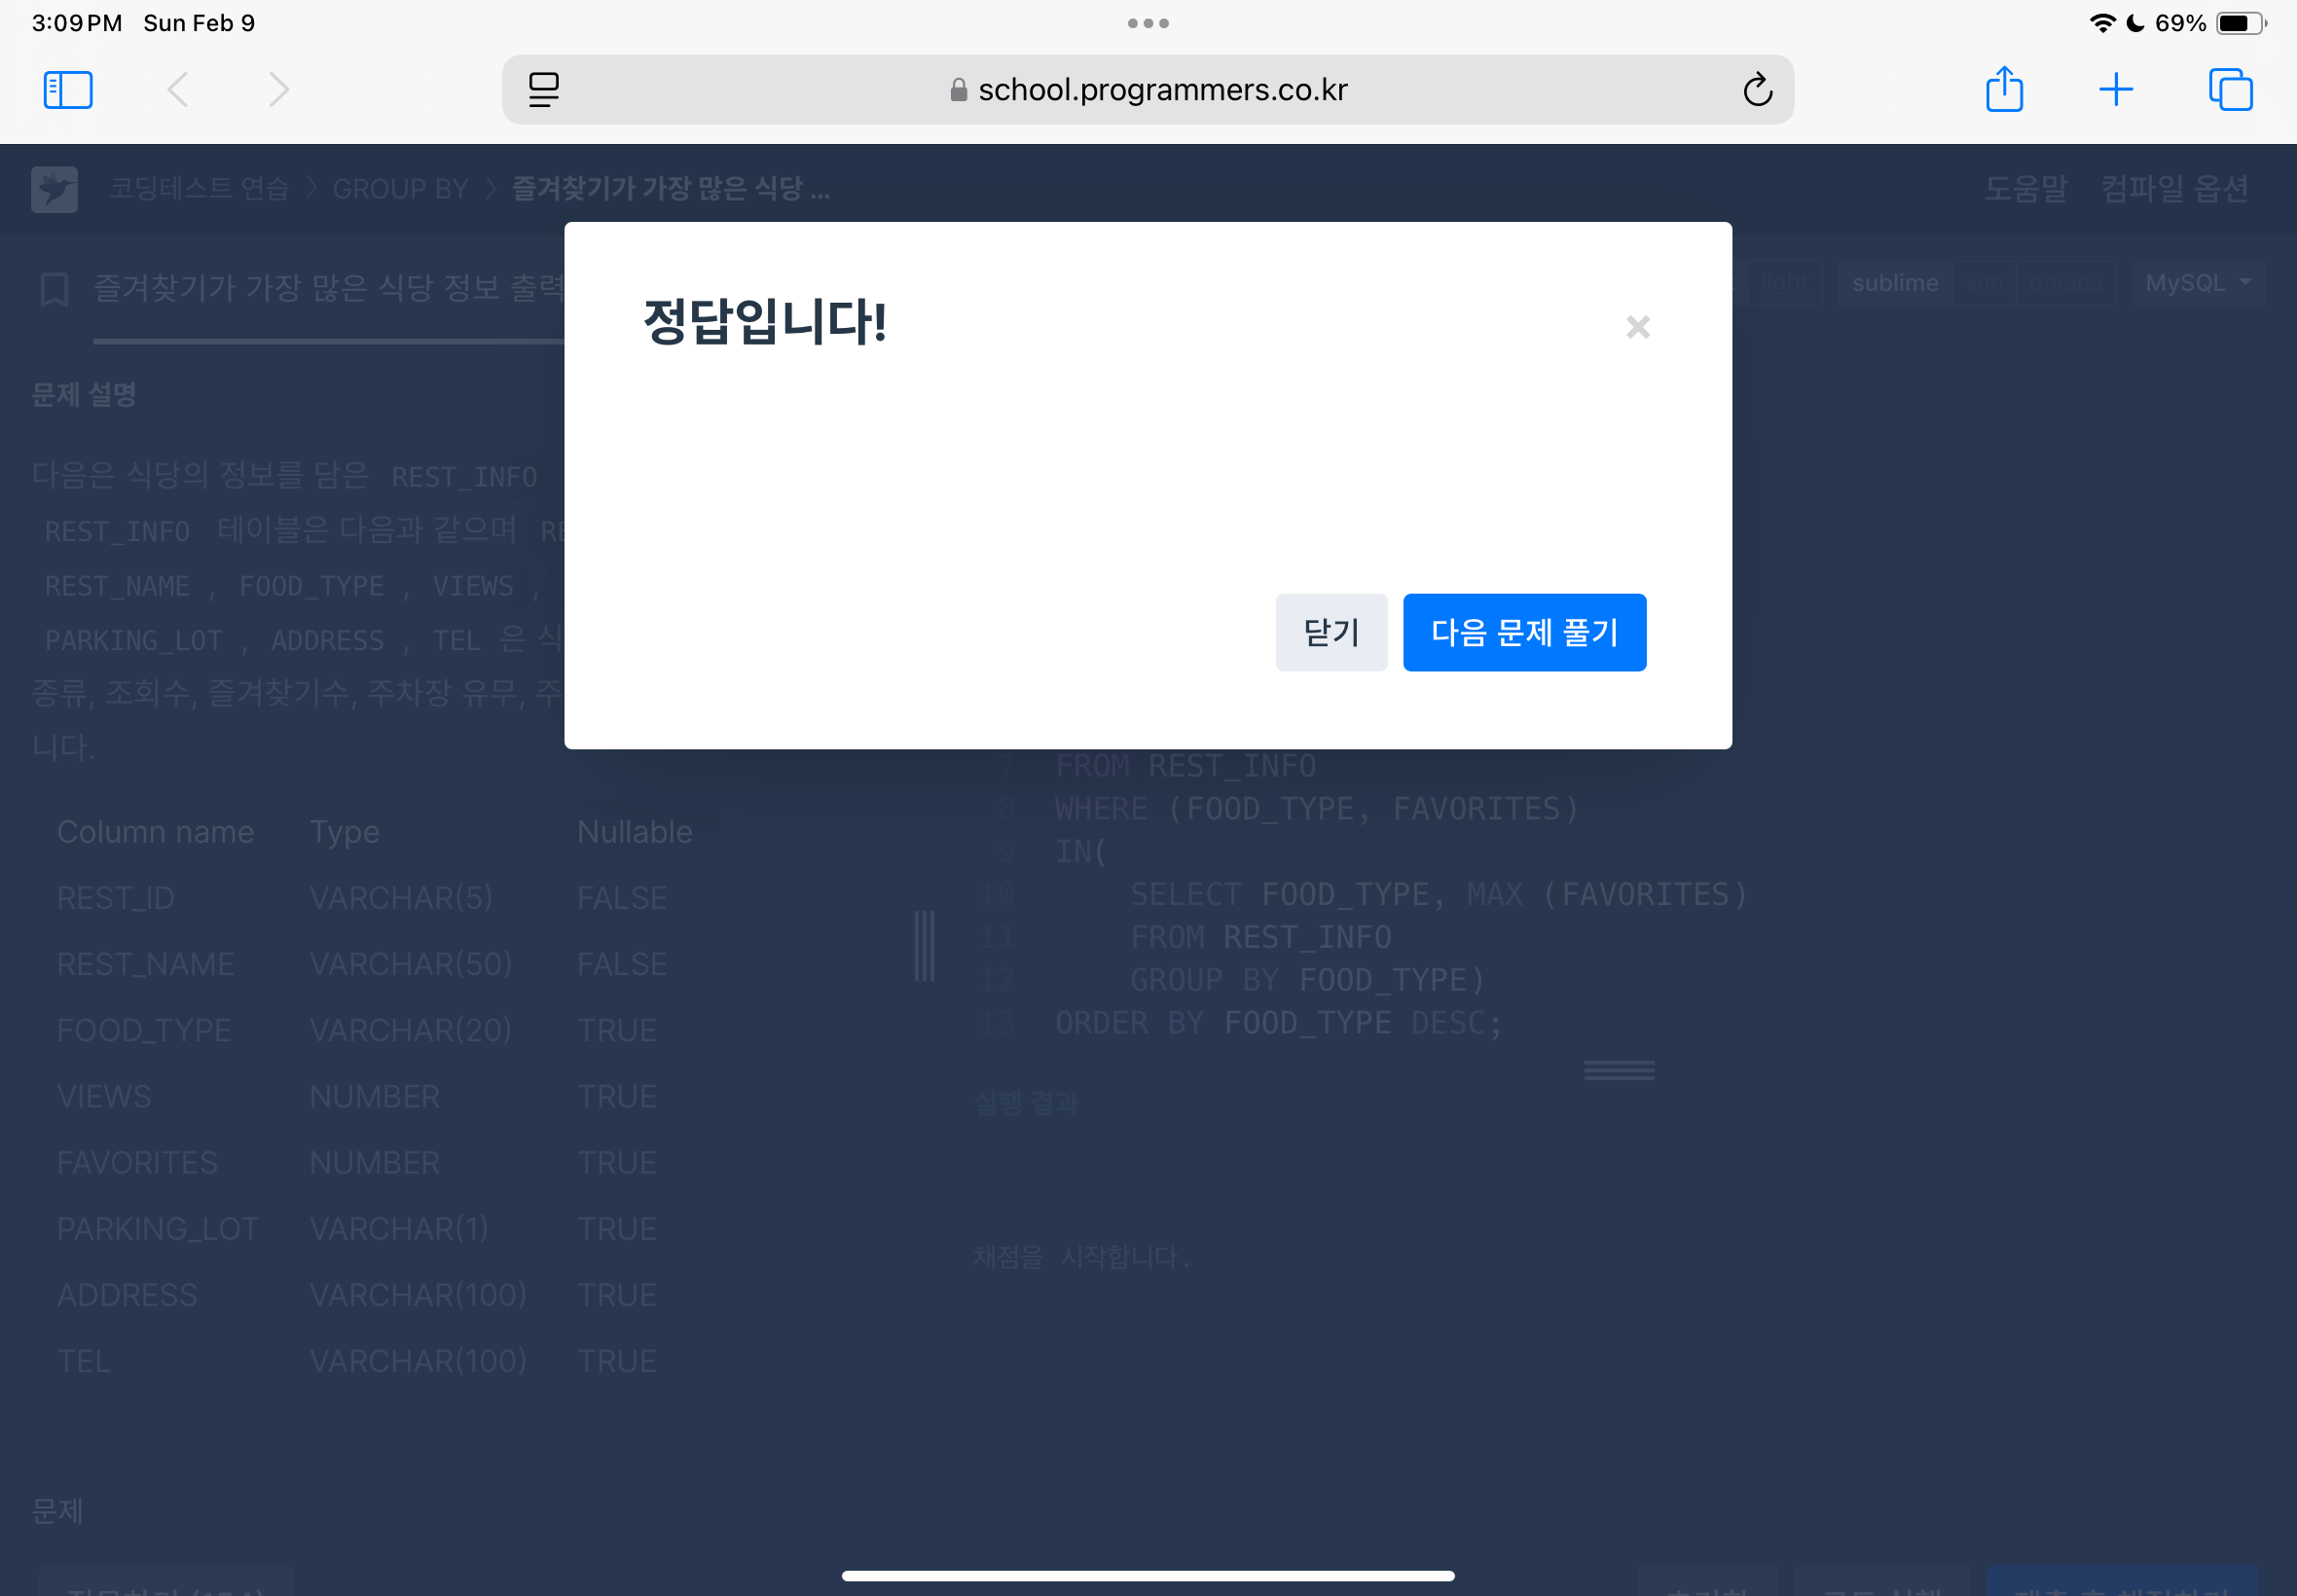 3:09 PM Sun Feb 9
69%
school.programmers.co.kr
코딩테스트 연습 > GROUP BY > 즐겨찾기가 가장 많은 식당 ...
도움말 컴파일 옵션
즐겨찾기가 가장 많은 식당 정보 출력
light sublime vim emacs MySQL
정답입니다!
×
닫기 다음 문제 풀기
문제 설명
다음은 식당의 정보를 담은 REST_INFO
REST_INFO 테이블은 다음과 같으며 RE
REST_NAME , FOOD_TYPE , VIEWS ,
PARKING_LOT , ADDRESS , TEL 은 식
종류, 조회수, 즐겨찾기수, 주차장 유무, 주
니다.
Column name Type Nullable
REST_ID VARCHAR(5) FALSE
REST_NAME VARCHAR(50) FALSE
FOOD_TYPE VARCHAR(20) TRUE
VIEWS NUMBER TRUE
FAVORITES NUMBER TRUE
PARKING_LOT VARCHAR(1) TRUE
ADDRESS VARCHAR(100) TRUE
TEL VARCHAR(100) TRUE
문제
7 FROM REST_INFO
8 WHERE (FOOD_TYPE, FAVORITES)
9 IN(
10 SELECT FOOD_TYPE, MAX (FAVORITES)
11 FROM REST_INFO
12 GROUP BY FOOD_TYPE)
13 ORDER BY FOOD_TYPE DESC;
실행 결과
채점을 시작합니다.